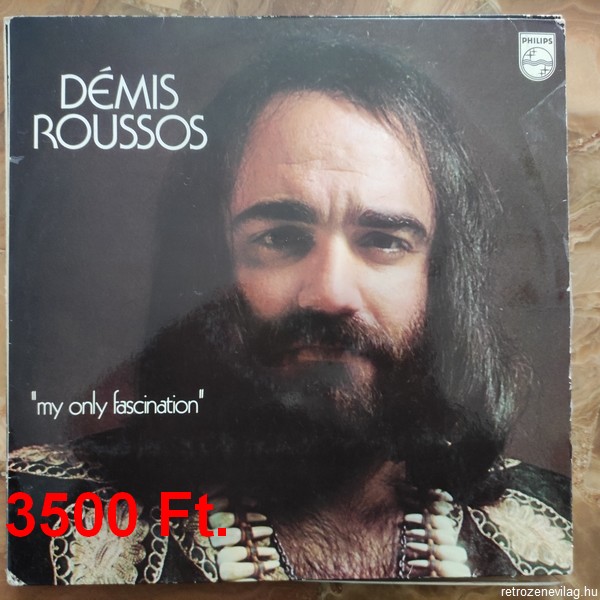 PHILIPS
DÉMIS
ROUSSOS
"my only fascination"
3500 Ft.
retrozenevilag.hu